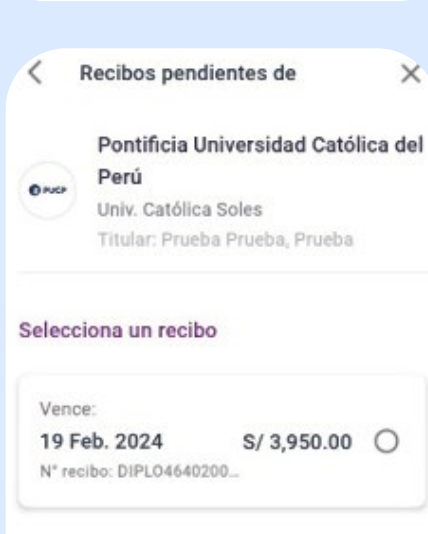 Recibos pendientes de
Pontificia Universidad Católica del
Perú
PUCP
Univ. Católica Soles
Titular: Prueba Prueba, Prueba
Selecciona un recibo
Vence:
19 Feb. 2024 S/ 3,950.00
N° recibo: DIPLO4640200...